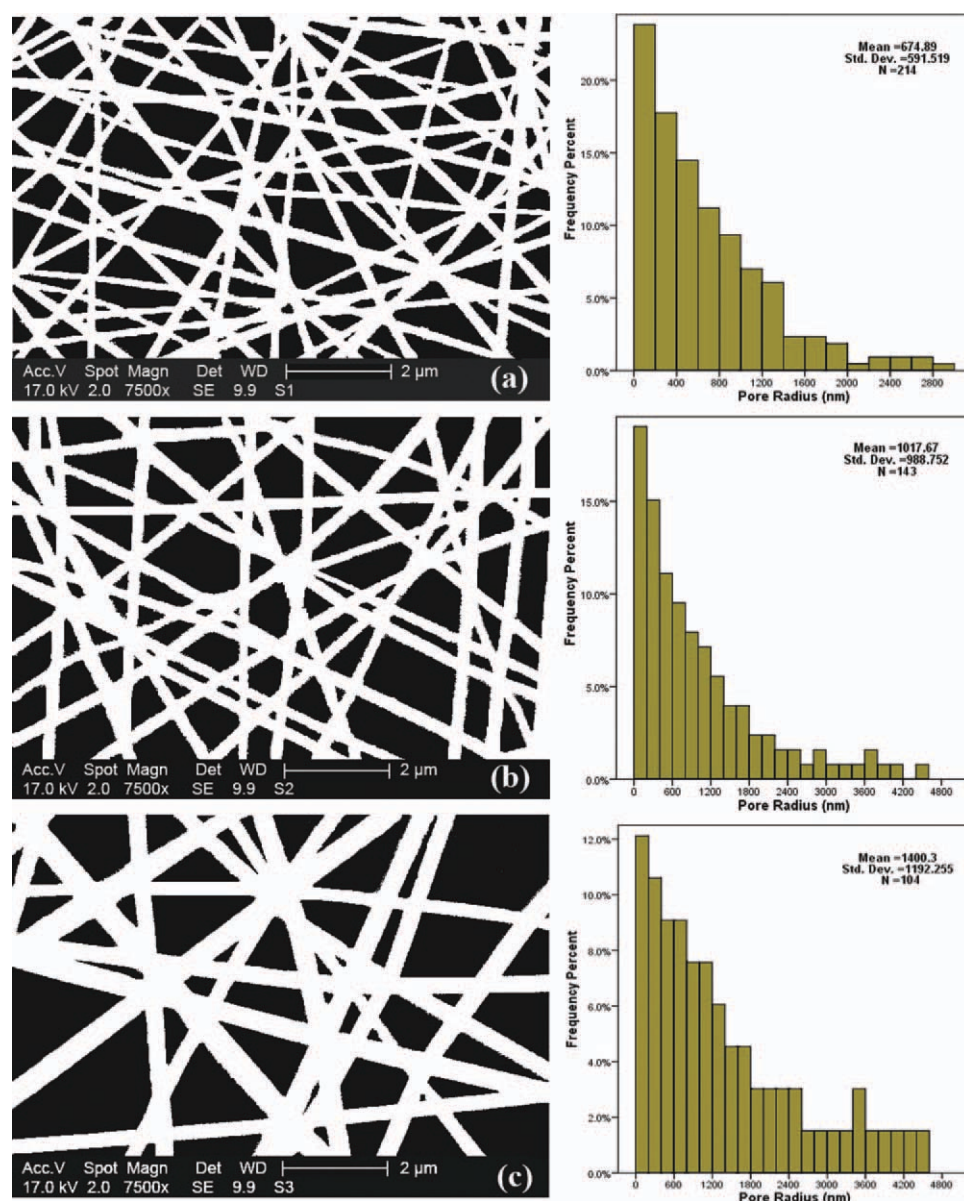 Acc.V Spot Magn Det WD 2 µm
17.0 kV 2.0 7500x SE 9.9 S1
(a)
Mean =674.89
Std. Dev. =591.519
N =214
Frequency Percent
20.0%
15.0%
10.0%
5.0%
0.0%
0 400 800 1200 1600 2000 2400 2800
Pore Radius (nm)
Acc.V Spot Magn Det WD 2 µm
17.0 kV 2.0 7500x SE 9.9 S2
(b)
Mean =1017.67
Std. Dev. =988.752
N =143
Frequency Percent
15.0%
10.0%
5.0%
0.0%
0 600 1200 1800 2400 3000 3600 4200 4800
Pore Radius (nm)
Acc.V Spot Magn Det WD 2 µm
17.0 kV 2.0 7500x SE 9.9 S3
(c)
Mean =1400.3
Std. Dev. =1192.255
N =104
Frequency Percent
12.0%
10.0%
8.0%
6.0%
4.0%
2.0%
0.0%
0 600 1200 1800 2400 3000 3600 4200 4800
Pore Radius (nm)